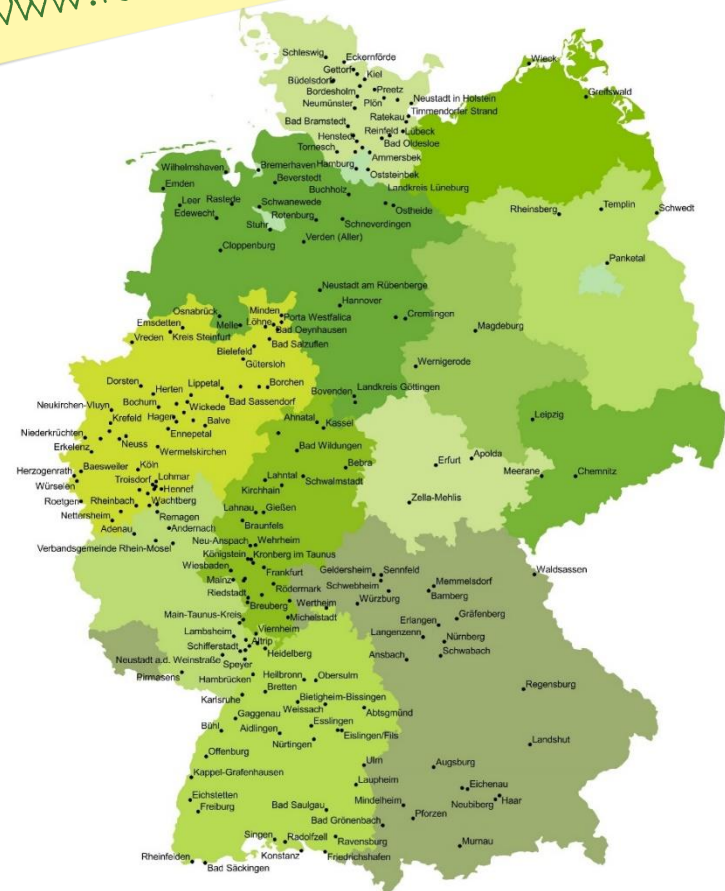 www.
Schleswig
Eckernförde
Gettorf
Kiel
Büdelsdorf
Bordesholm
Preetz
Neumünster
Plön
Neustadt in Holstein
Timmendorfer Strand
Ratekau
Bad Bramstedt
Reinfeld
Lübeck
Henstedt
Bad Oldesloe
Tornesch
Ammersbek
Hamburg
Oststeinbek
Wieck
Greifswald
Wilhelmshaven
Bremerhaven
Beverstedt
Emden
Buchholz
Landkreis Lüneburg
Leer
Rastede
Schwanewede
Ostheide
Edewecht
Rotenburg
Schneverdingen
Stuhr
Verden (Aller)
Cloppenburg
Rheinsberg
Templin
Schwedt
Panketal
Neustadt am Rübenberge
Hannover
Osnabrück
Minden
Porta Westfalica
Cremlingen
Emsdetten
Melle
Löhne
Bad Oeynhausen
Magdeburg
Vreden
Kreis Steinfurt
Bad Salzuflen
Bielefeld
Gütersloh
Wernigerode
Dorsten
Lippetal
Borchen
Herten
Bovenden
Landkreis Göttingen
Neukirchen-Vluyn
Bochum
Wickede
Bad Sassendorf
Krefeld
Hagen
Balve
Ahnatal
Kassel
Leipzig
Niederkrüchten
Ennepetal
Neuss
Erkelenz
Wermelskirchen
Bad Wildungen
Bebra
Erfurt
Apolda
Meerane
Chemnitz
Baesweiler
Köln
Herzogenrath
Troisdorf
Lohmar
Lahntal
Schwalmstadt
Würselen
Hennef
Kirchhain
Zella-Mehlis
Roetgen
Rheinbach
Wachtberg
Lahnau
Gießen
Nettersheim
Remagen
Braunfels
Adenau
Andernach
Verbandsgemeinde Rhein-Mosel
Neu-Anspach
Wehrheim
Königstein
Kronberg im Taunus
Wiesbaden
Frankfurt
Geldersheim
Sennfeld
Waldsassen
Mainz
Rödermark
Schwebheim
Memmelsdorf
Riedstadt
Bamberg
Breuberg
Wertheim
Würzburg
Main-Taunus-Kreis
Michelstadt
Gräfenberg
Lambsheim
Viernheim
Erlangen
Schifferstadt
Altrip
Langenzenn
Nürnberg
Neustadt a.d. Weinstraße
Heidelberg
Ansbach
Schwabach
Speyer
Pirmasens
Hambrücken
Heilbronn
Obersulm
Bretten
Regensburg
Karlsruhe
Bietigheim-Bissingen
Weissach
Abtsgmünd
Gaggenau
Esslingen
Bühl
Aidlingen
Eislingen/Fils
Nürtingen
Landshut
Offenburg
Ulm
Augsburg
Kappel-Grafenhausen
Laupheim
Eichenau
Eichstetten
Mindelheim
Neubiberg
Haar
Freiburg
Bad Saulgau
Pforzen
Bad Grönenbach
Singen
Radolfzell
Ravensburg
Murnau
Rheinfelden
Konstanz
Friedrichshafen
Bad Säckingen